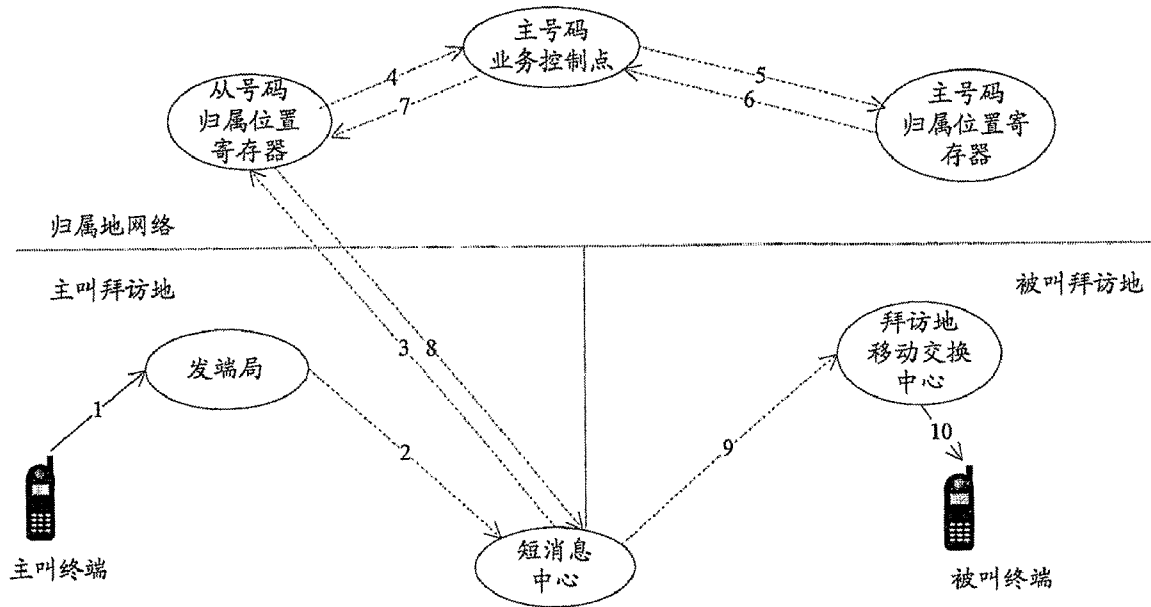 主号码
业务控制点
4
5
从号码
归属位置
寄存器
7
6
主号码
归属位置寄
存器
归属地网络
主叫拜访地
被叫拜访地
拜访地
移动交换
中心
发端局
3
8
1
2
9
10
主叫终端
短消息
中心
被叫终端